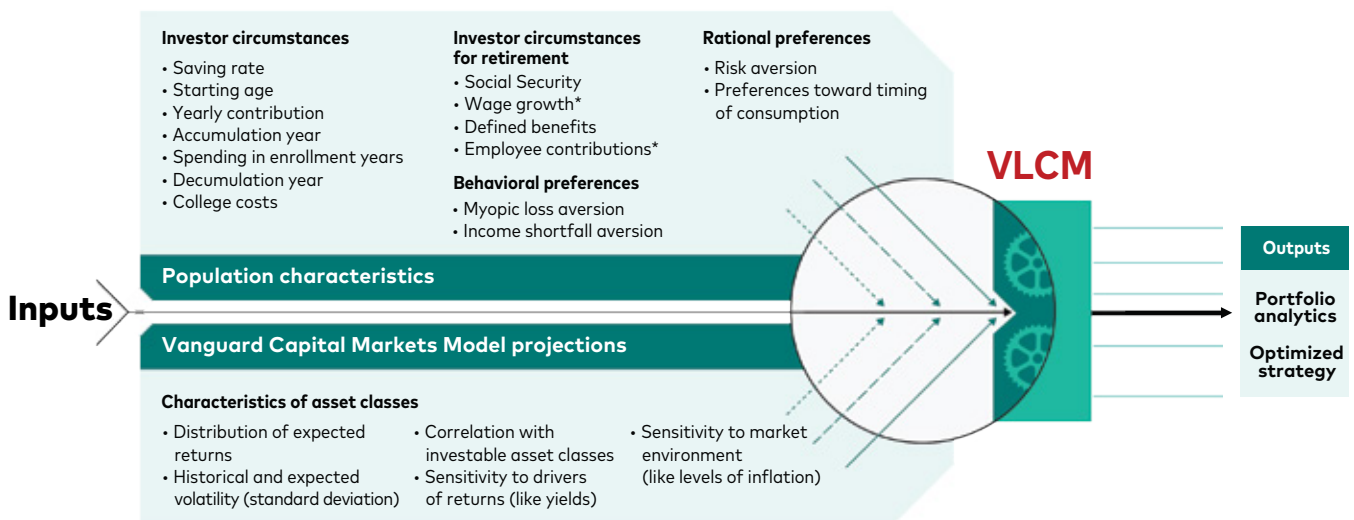 Investor circumstances
• Saving rate
• Starting age
• Yearly contribution
• Accumulation year
• Spending in enrollment years
• Decumulation year
• College costs
Investor circumstances
for retirement
• Social Security
• Wage growth*
• Defined benefits
• Employee contributions*
Behavioral preferences
• Myopic loss aversion
• Income shortfall aversion
Rational preferences
• Risk aversion
• Preferences toward timing
of consumption
VLCM
Population characteristics
Inputs
Vanguard Capital Markets Model projections
Characteristics of asset classes
• Distribution of expected
returns
• Historical and expected
volatility (standard deviation)
• Correlation with
investable asset classes
• Sensitivity to drivers
of returns (like yields)
• Sensitivity to market
environment
(like levels of inflation)
Outputs
Portfolio
analytics
Optimized
strategy